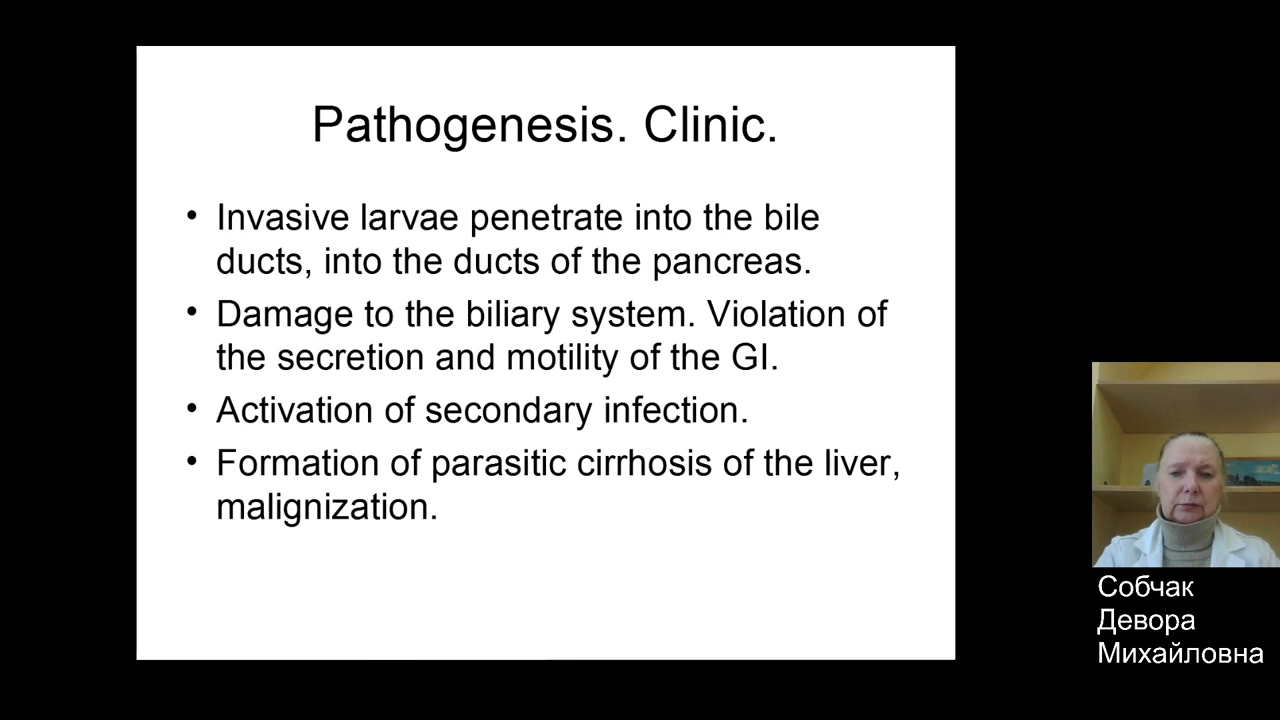 Pathogenesis. Clinic.
• Invasive larvae penetrate into the bile
ducts, into the ducts of the pancreas.
• Damage to the biliary system. Violation of
the secretion and motility of the GI.
• Activation of secondary infection.
• Formation of parasitic cirrhosis of the liver,
malignization.
Собчак
Девора
Михайловна